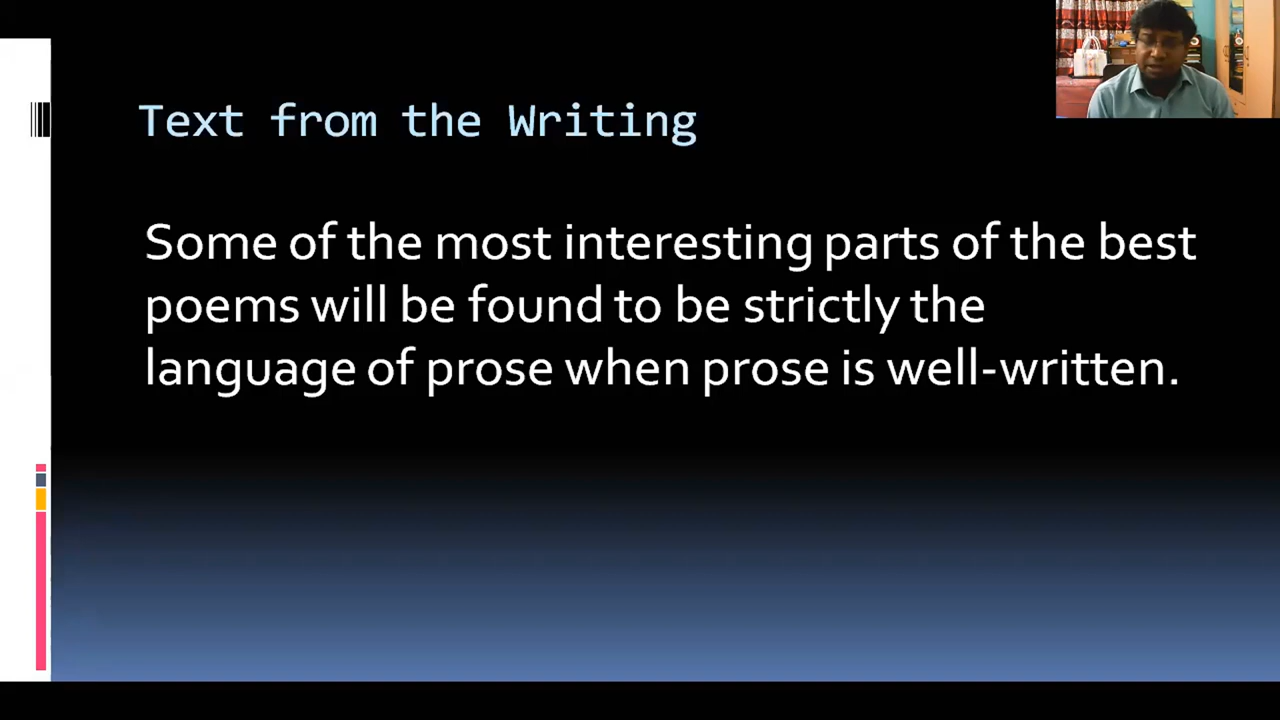 Text from the Writing
Some of the most interesting parts of the best
poems will be found to be strictly the
language of prose when prose is well-written.